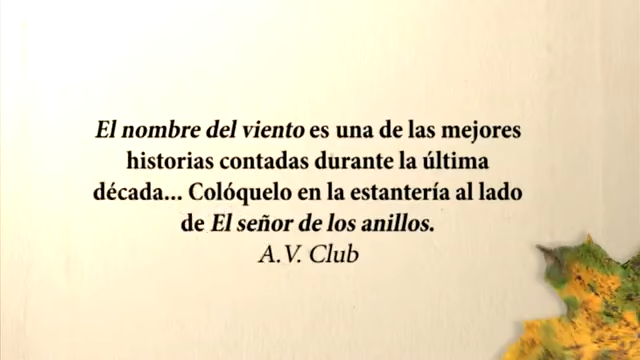 El nombre del viento es una de las mejores
historias contadas durante la última
década... Colóquelo en la estantería al lado
de El señor de los anillos.
A.V. Club